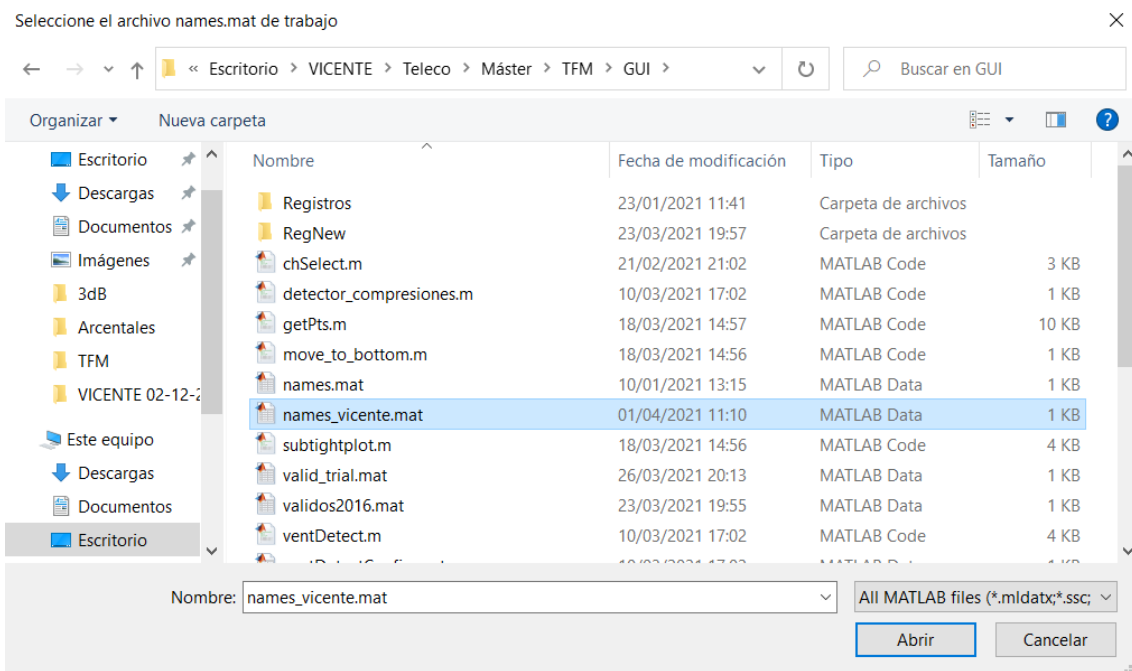 Seleccione el archivo names.mat de trabajo
« Escritorio > VICENTE > Teleco > Máster > TFM > GUI >
Buscar en GUI
Organizar
Nueva carpeta
Nombre Fecha de modificación Tipo Tamaño
Escritorio
Descargas
Documentos
Imágenes
3dB
Arcentales
TFM
VICENTE 02-12-2
Este equipo
Descargas
Documentos
Escritorio
Registros 23/01/2021 11:41 Carpeta de archivos
RegNew 23/03/2021 19:57 Carpeta de archivos
chSelect.m 21/02/2021 21:02 MATLAB Code 3 KB
detector_compresiones.m 10/03/2021 17:02 MATLAB Code 1 KB
getPts.m 18/03/2021 14:57 MATLAB Code 10 KB
move_to_bottom.m 18/03/2021 14:56 MATLAB Code 1 KB
names.mat 10/01/2021 13:15 MATLAB Data 1 KB
names_vicente.mat 01/04/2021 11:10 MATLAB Data 1 KB
subtightplot.m 18/03/2021 14:56 MATLAB Code 4 KB
valid_trial.mat 26/03/2021 20:13 MATLAB Data 1 KB
validos2016.mat 23/03/2021 19:55 MATLAB Data 1 KB
ventDetect.m 10/03/2021 17:02 MATLAB Code 4 KB
Nombre: names_vicente.mat
All MATLAB files (*.mldatx;*.ssc;
Abrir
Cancelar